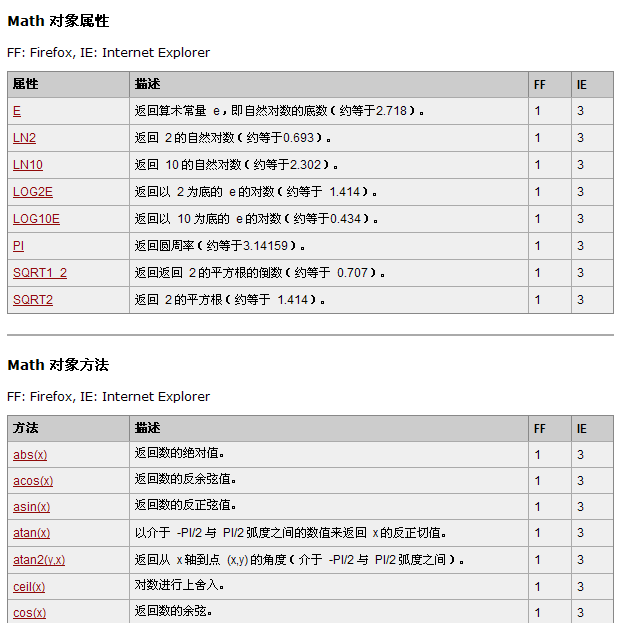 Math 对象属性
FF: Firefox, IE: Internet Explorer
属性 描述 FF IE
E 返回算术常量 e，即自然对数的底数（约等于2.718）。 1 3
LN2 返回 2的自然对数（约等于0.693）。 1 3
LN10 返回 10的自然对数（约等于2.302）。 1 3
LOG2E 返回以 2为底的 e的对数（约等于 1.414）。 1 3
LOG10E 返回以 10为底的 e的对数（约等于0.434）。 1 3
PI 返回圆周率（约等于3.14159）。 1 3
SQRT1_2 返回返回 2的平方根的倒数（约等于 0.707）。 1 3
SQRT2 返回 2的平方根（约等于 1.414）。 1 3
Math 对象方法
FF: Firefox, IE: Internet Explorer
方法 描述 FF IE
abs(x) 返回数的绝对值。 1 3
acos(x) 返回数的反余弦值。 1 3
asin(x) 返回数的反正弦值。 1 3
atan(x) 以介于 -PI/2 与 PI/2 弧度之间的数值来返回 x 的反正切值。 1 3
atan2(y,x) 返回从 x 轴到点 (x,y) 的角度（介于 -PI/2 与 PI/2 弧度之间）。 1 3
ceil(x) 对数进行上舍入。 1 3
cos(x) 返回数的余弦。 1 3